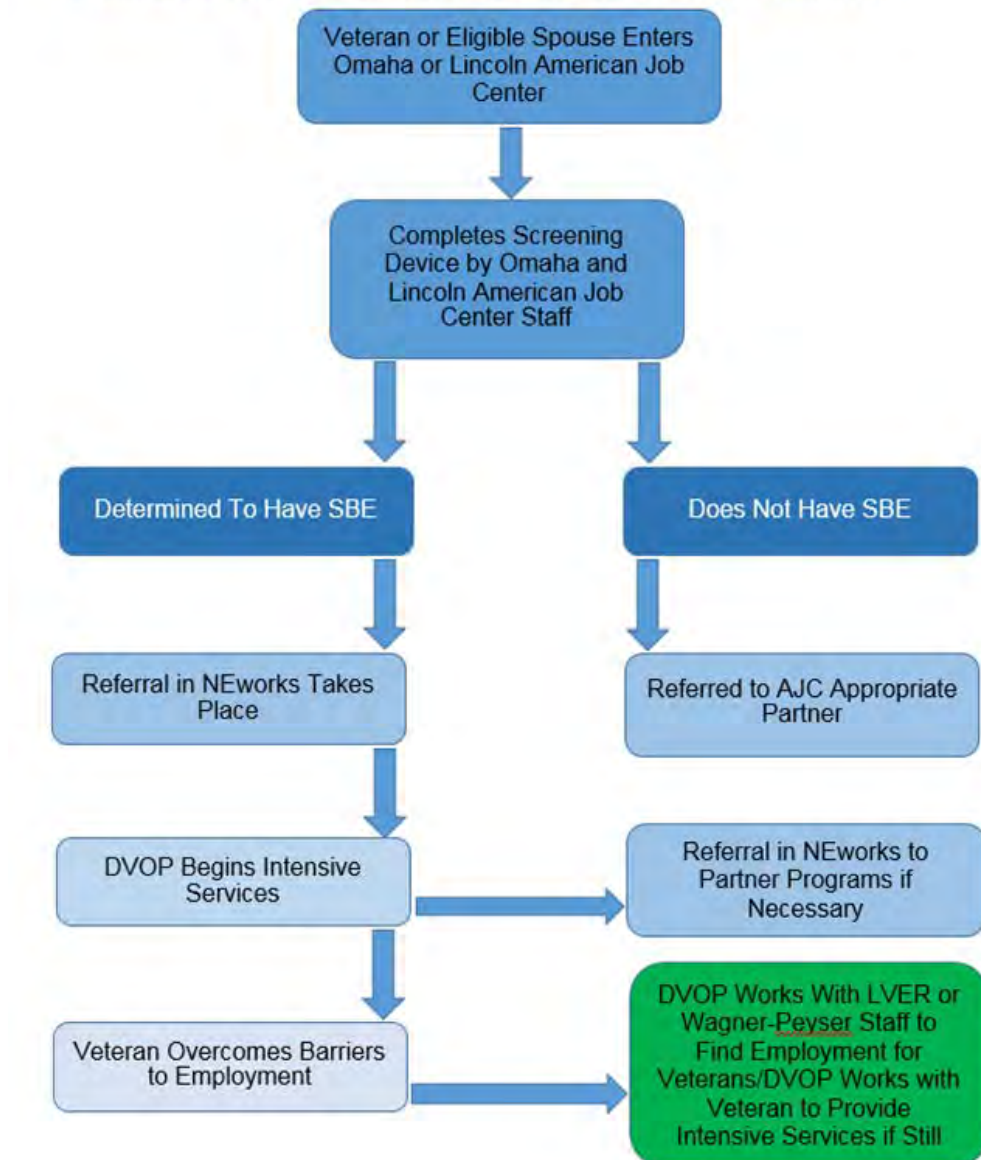 Veteran or Eligible Spouse Enters
Omaha or Lincoln American Job
Center
Completes Screening
Device by Omaha and
Lincoln American Job
Center Staff
Determined To Have SBE
Does Not Have SBE
Referral in NEworks Takes
Place
Referred to AJC Appropriate
Partner
DVOP Begins Intensive
Services
Referral in NEworks to
Partner Programs if
Necessary
Veteran Overcomes Barriers
to Employment
DVOP Works With LVER or
Wagner-Peyser Staff to
Find Employment for
Veterans/DVOP Works with
Veteran to Provide
Intensive Services if Still